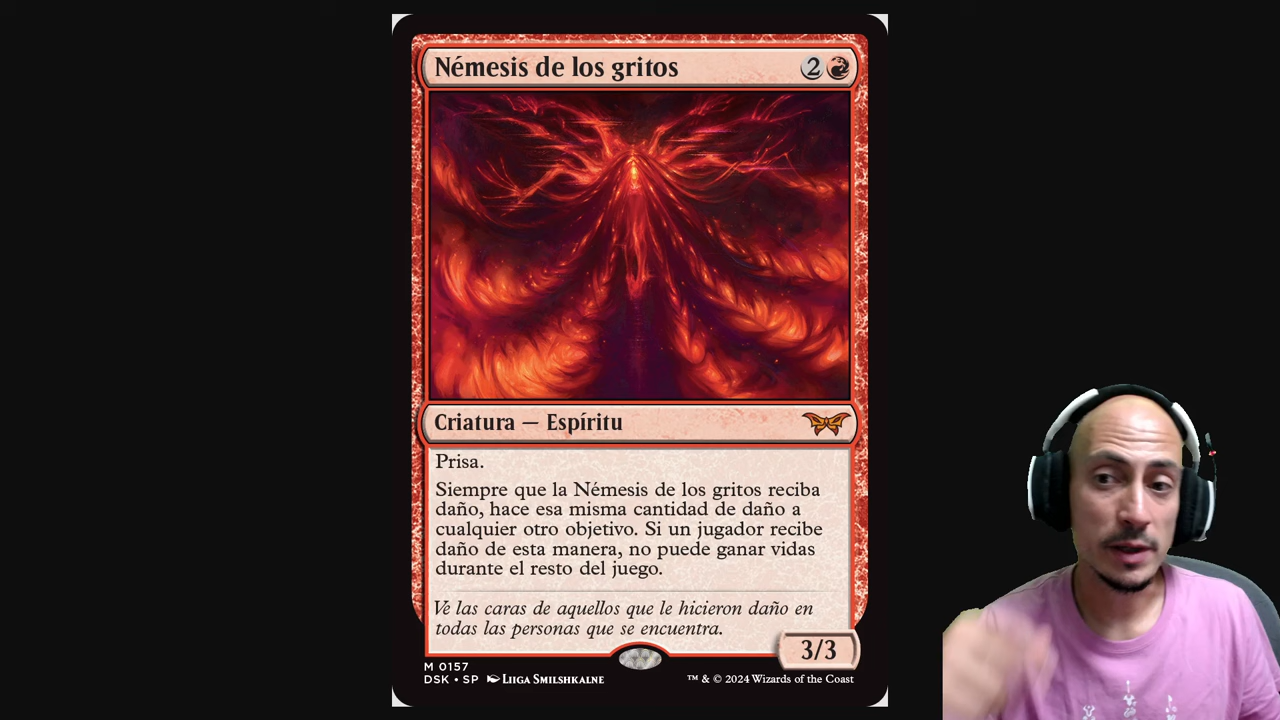 Némesis de los gritos
2
Criatura — Espíritu
Prisa.
Siempre que la Némesis de los gritos reciba
daño, hace esa misma cantidad de daño a
cualquier otro objetivo. Si un jugador recibe
daño de esta manera, no puede ganar vidas
durante el resto del juego.
Ve las caras de aquellos que le hicieron daño en
todas las personas que se encuentra.
3/3
M 0157
DSK • SP LIIGA SMILSHKALNE
™ & © 2024 Wizards of the Coast